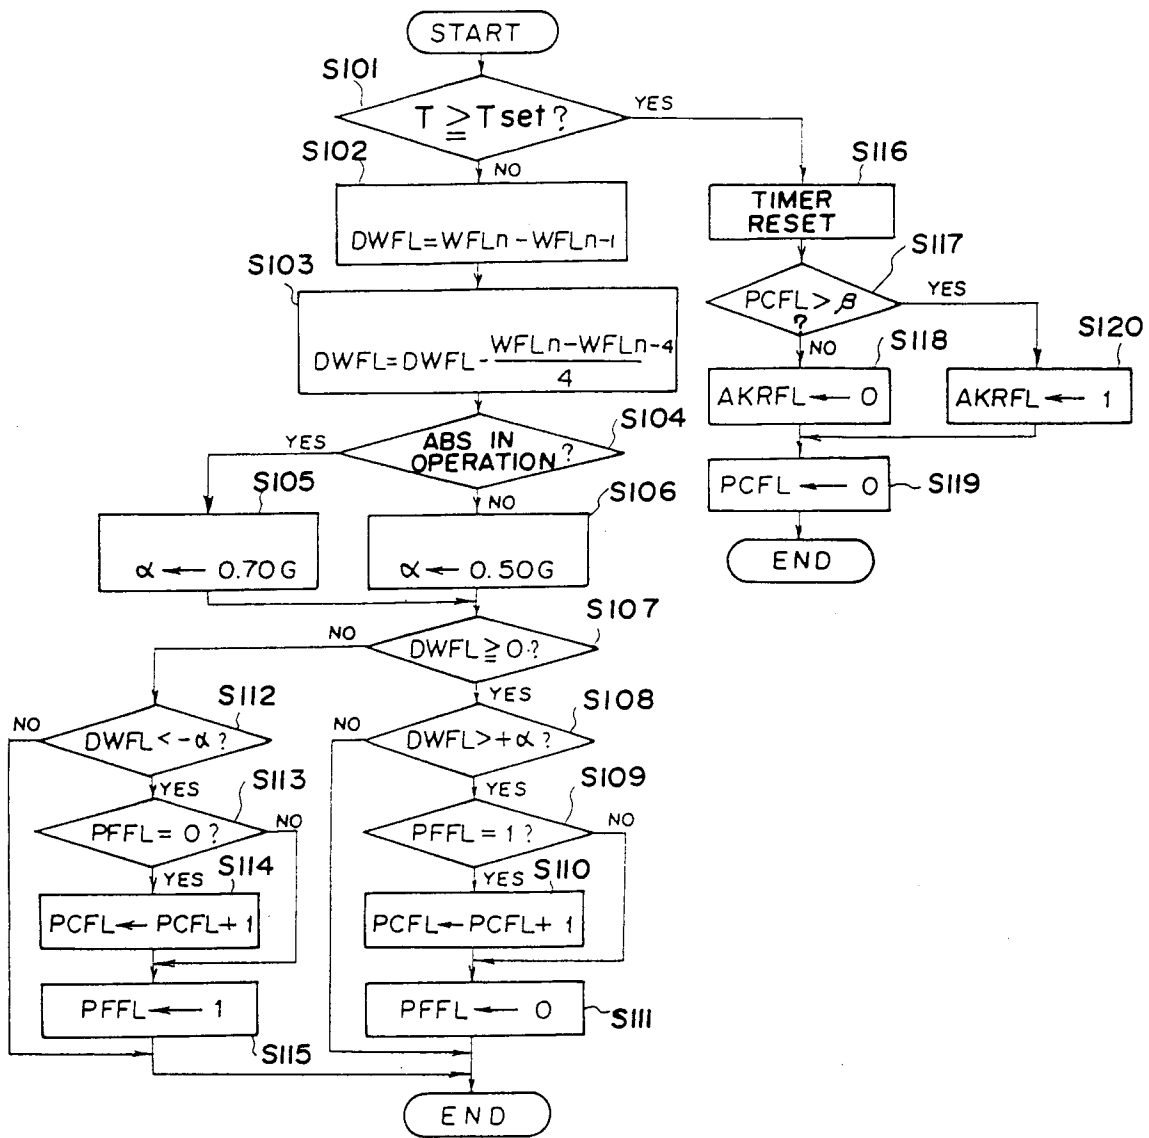 START
S101
T ≧ Tset?
YES
NO
S102
DWFL=WFLn-WFLn-1
S103
DWFL=DWFL- WFLn-WFLn-4
4
S104
ABS IN
OPERATION?
YES
NO
S105
α ← 0.70G
S106
α ← 0.50G
S107
DWFL ≧ 0?
NO
YES
S112
DWFL < -α?
NO
YES
S113
PFFL = 0?
NO
YES
S114
PCFL ← PCFL+1
PFFL ← 1
S115
S108
DWFL > +α?
NO
YES
S109
PFFL = 1?
NO
YES
S110
PCFL ← PCFL+1
PFFL ← 0
S111
END
S116
TIMER
RESET
S117
PCFL > β
?
YES
NO
S118
AKRFL ← 0
S120
AKRFL ← 1
PCFL ← 0
S119
END